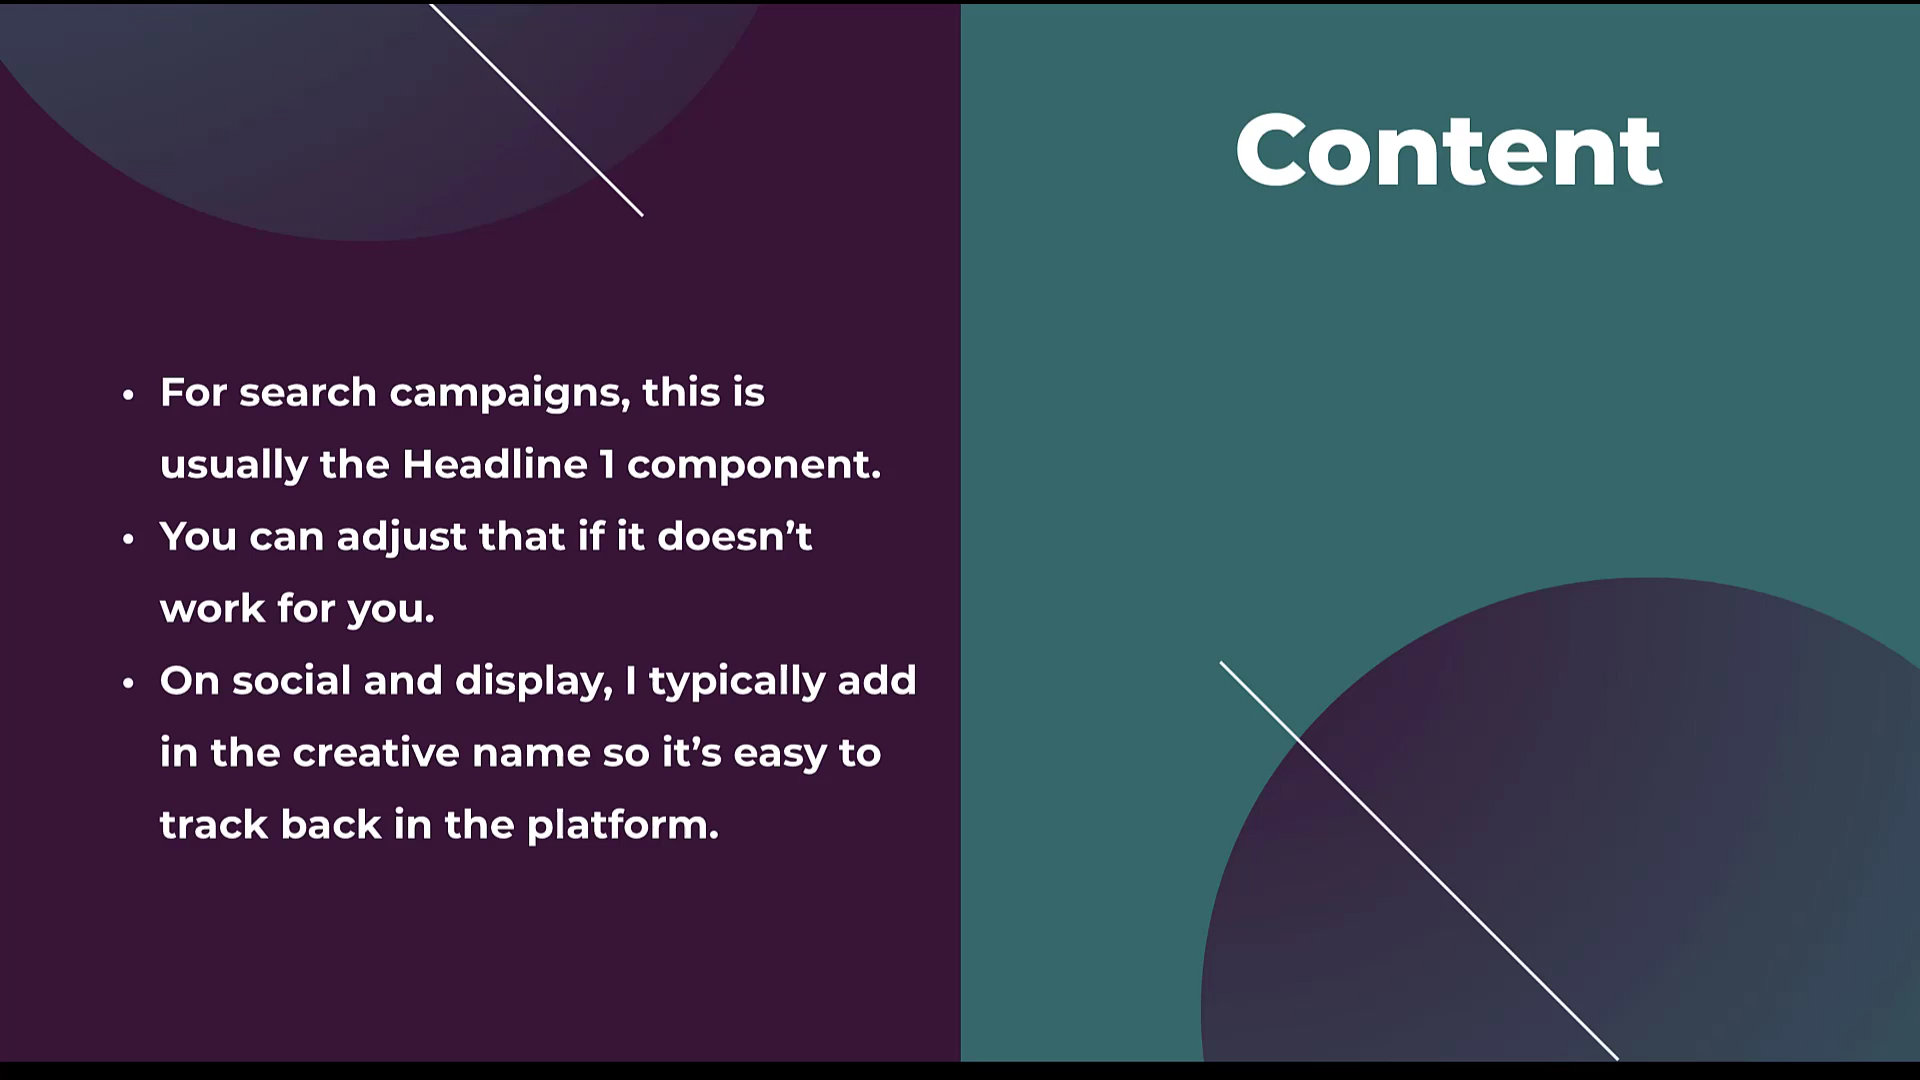 Content
• For search campaigns, this is
usually the Headline 1 component.
• You can adjust that if it doesn’t
work for you.
• On social and display, I typically add
in the creative name so it’s easy to
track back in the platform.